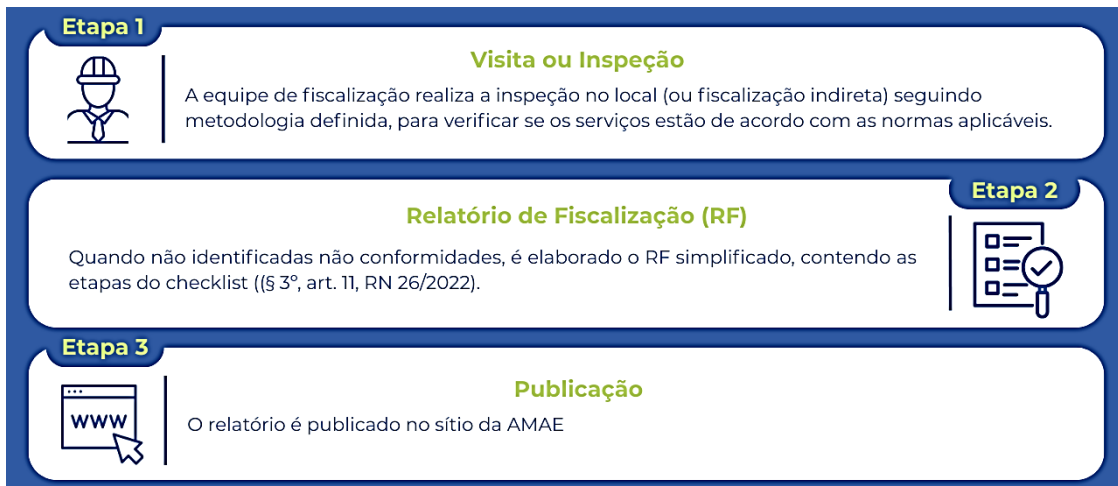 Etapa 1
Visita ou Inspeção
A equipe de fiscalização realiza a inspeção no local (ou fiscalização indireta) seguindo
metodologia definida, para verificar se os serviços estão de acordo com as normas aplicáveis.
Etapa 2
Relatório de Fiscalização (RF)
Quando não identificadas não conformidades, é elaborado o RF simplificado, contendo as
etapas do checklist ((§ 3º, art. 11, RN 26/2022).
Etapa 3
Publicação
www
O relatório é publicado no sítio da AMAE